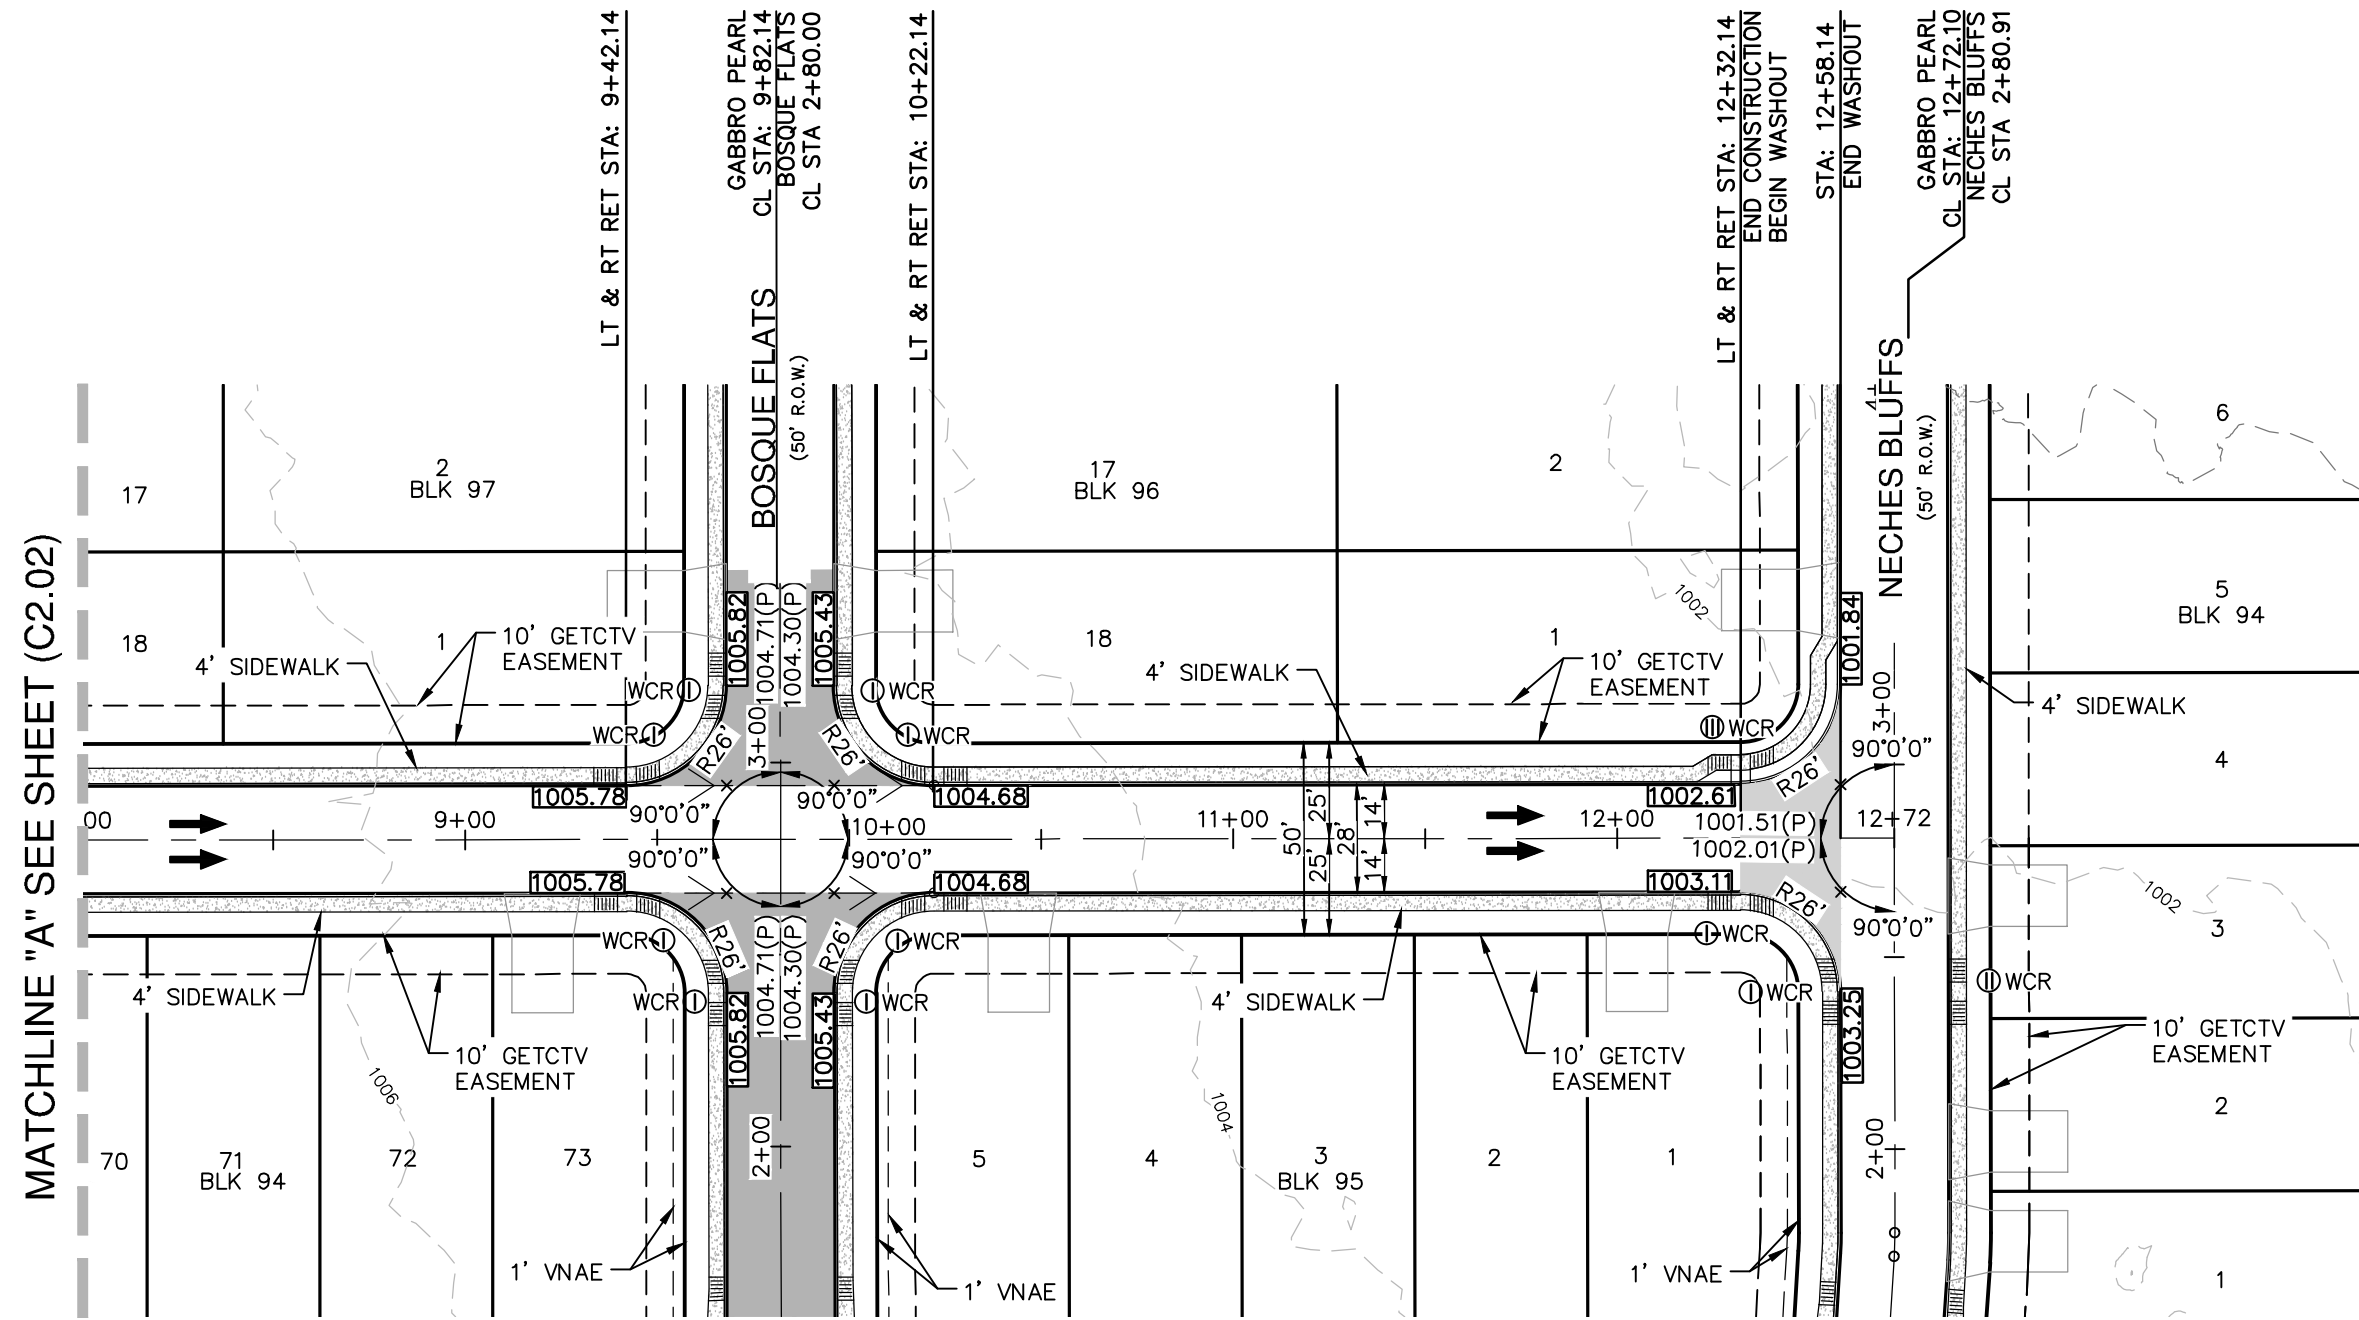 LT & RT RET STA: 9+42.14
GABBRO PEARL
CL STA: 9+82.14
BOSQUE FLATS
CL STA 2+80.00
LT & RT RET STA: 10+22.14
LT & RT RET STA: 12+32.14
END CONSTRUCTION
BEGIN WASHOUT
STA: 12+58.14
END WASHOUT
GABBRO PEARL
CL STA: 12+72.10
NECHES BLUFFS
CL STA 2+80.91
MATCHLINE "A" SEE SHEET (C2.02)
BOSQUE FLATS
(50' R.O.W.)
NECHES BLUFFS
(50' R.O.W.)
17
2
BLK 97
17
BLK 96
2
6
5
BLK 94
18
1
10' GETCTV
EASEMENT
4' SIDEWALK
1005.82
1004.71(P)
1004.30(P)
1005.43
18
1
10' GETCTV
EASEMENT
4' SIDEWALK
1002
1001.84
4' SIDEWALK
4
WCR I
WCR I
I WCR
I WCR
III WCR
R26'
3+00
R26'
R26'
3+00
90°0'0"
1005.78
90°0'0"
90°0'0"
1004.68
1002.61
00
9+00
10+00
11+00
12+00
12+72
1001.51(P)
1002.01(P)
50'
25'
25'
28'
14'
14'
90°0'0"
90°0'0"
1005.78
1004.68
1003.11
R26'
90°0'0"
1002
3
WCR I
WCR I
I WCR
I WCR
I WCR
I WCR
II WCR
R26'
R26'
1004.71(P)
1004.30(P)
1005.82
1005.43
1003.25
4' SIDEWALK
10' GETCTV
EASEMENT
4' SIDEWALK
10' GETCTV
EASEMENT
10' GETCTV
EASEMENT
1006
1004
2
70
71
BLK 94
72
73
2+00
5
4
3
BLK 95
2
1
2+00
1' VNAE
1' VNAE
1' VNAE
1